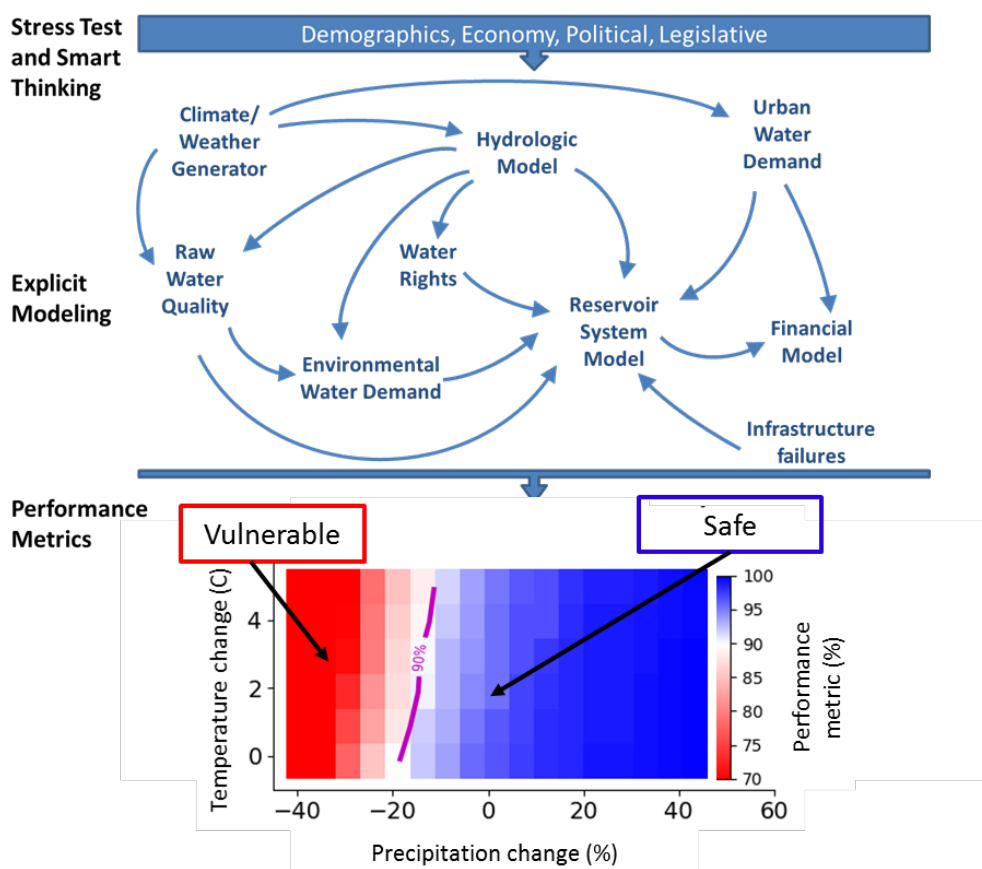 Stress Test
and Smart
Thinking
Demographics, Economy, Political, Legislative
Climate/
Weather
Generator
Hydrologic
Model
Urban
Water
Demand
Explicit
Modeling
Raw
Water
Quality
Water
Rights
Reservoir
System
Model
Financial
Model
Environmental
Water Demand
Infrastructure
failures
Performance
Metrics
Vulnerable
Safe
Temperature change (C)
4
2
0
90%
100
95
90
85
80
75
70
Performance
metric (%)
−40
−20
0
20
40
60
Precipitation change (%)